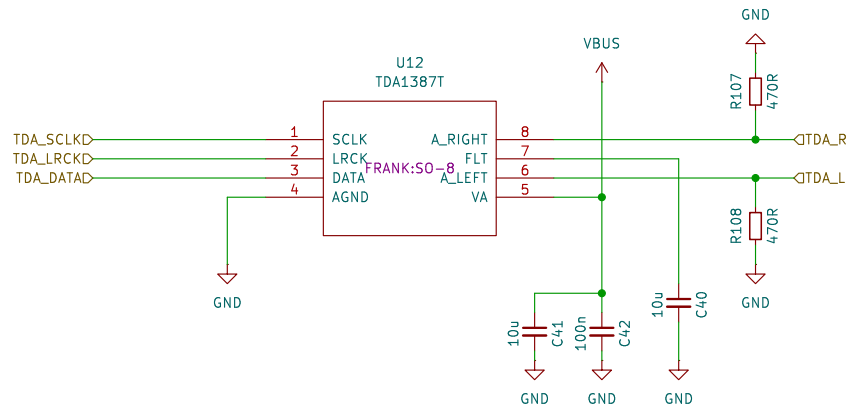 GND
VBUS
U12
TDA1387T
R107
470R
TDA_SCLK
1
SCLK
A_RIGHT
8
TDA_R
TDA_LRCK
2
LRCK
FLT
7
FRANK:SO-8
TDA_DATA
3
DATA
A_LEFT
6
TDA_L
4
AGND
VA
5
R108
470R
GND
GND
10u
C41
100n
C42
10u
C40
GND
GND
GND